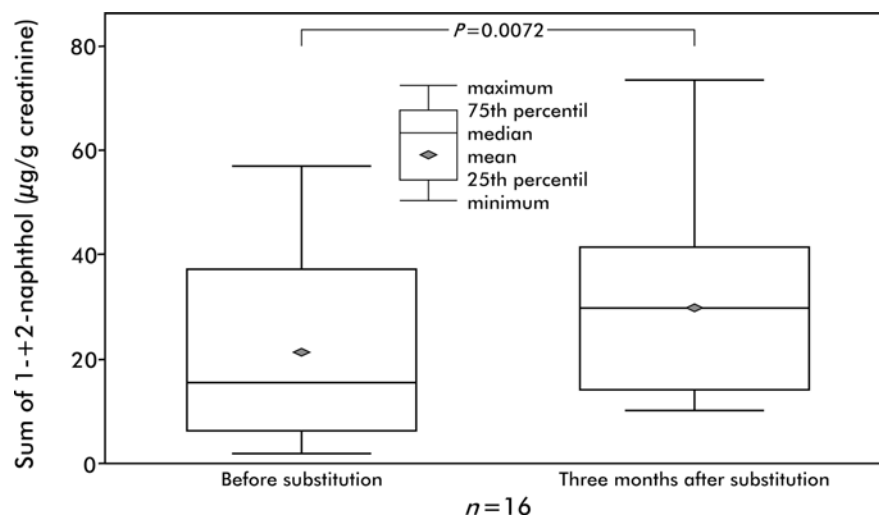 P=0.0072
80
60
40
20
0
Sum of 1-+2-naphthol (µg/g creatinine)
maximum
75th percentil
median
mean
25th percentil
minimum
Before substitution
Three months after substitution
n=16